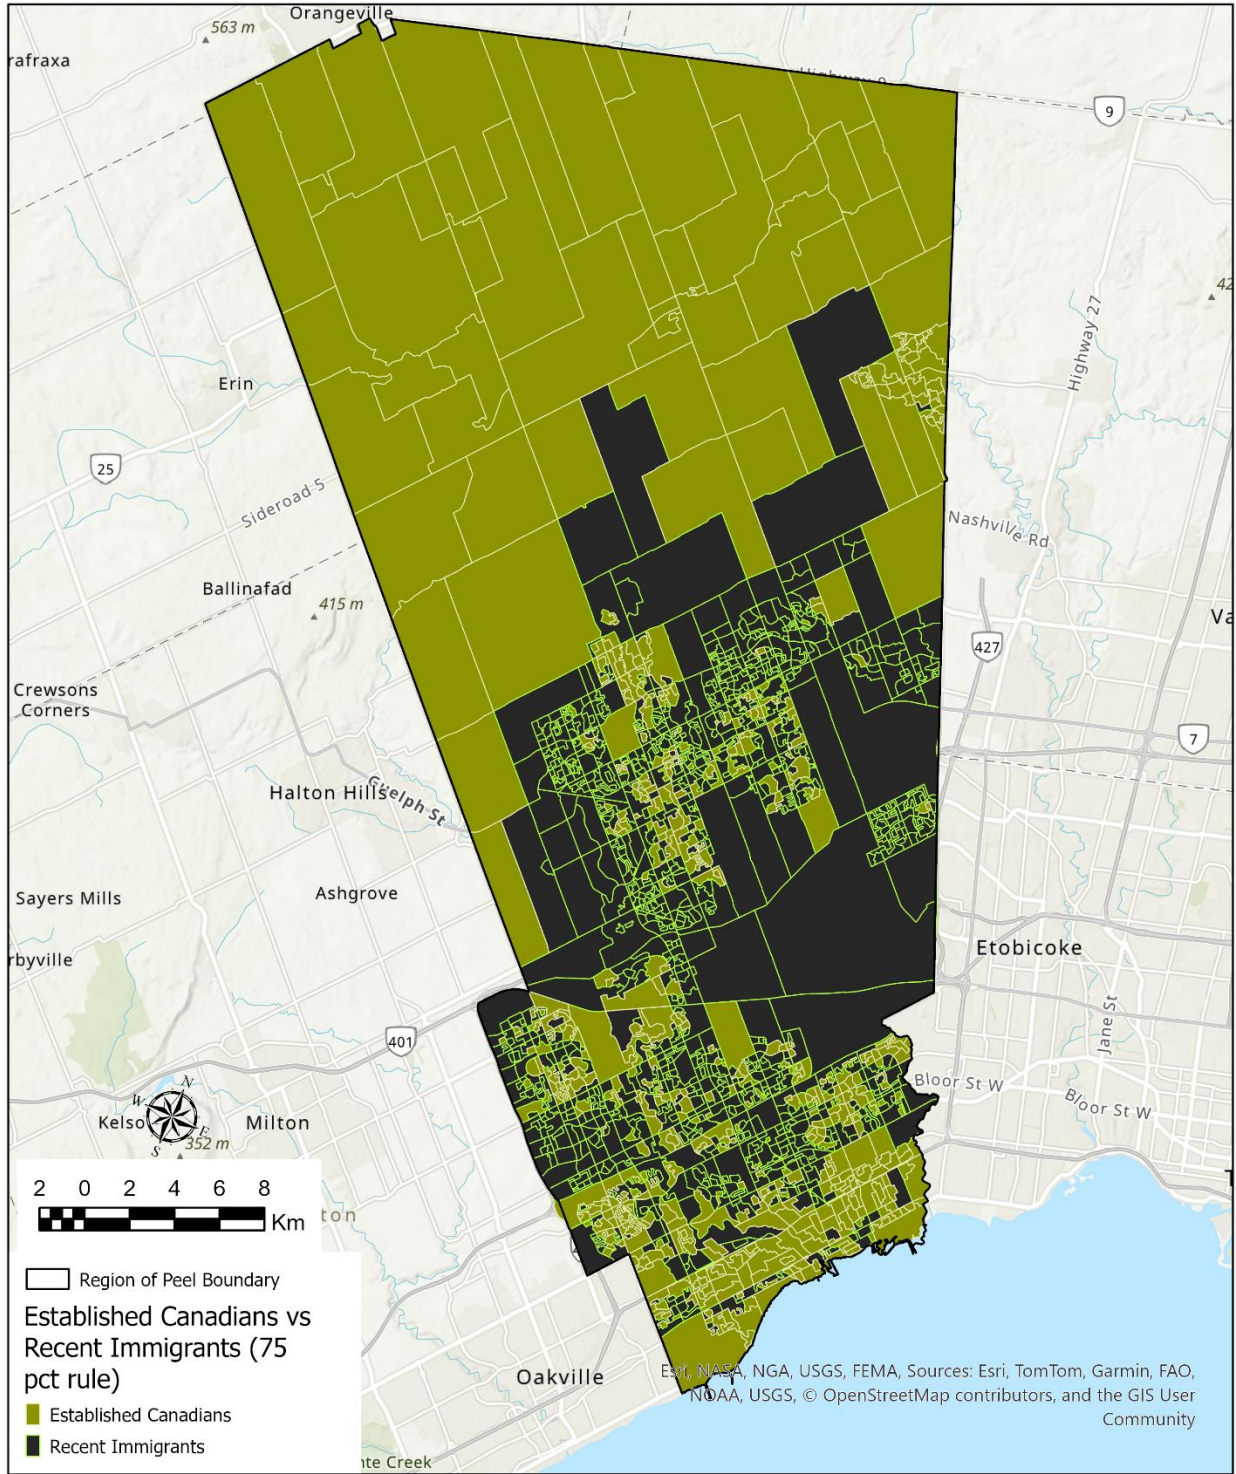 Orangeville
563 m
rafraxa
9
42
Highway 27
Erin
25
Sideroad 5
Nashville Rd
Ballinafad
415 m
Va
427
Crewsons
Corners
7
Halton Hills
Guelph St
Sayers Mills
Ashgrove
Etobicoke
rbyville
401
Jane St
Bloor St W
Bloor St W
N
W
E
S
Kelso
Milton
352 m
2 0 2 4 6 8
Km
ton
Region of Peel Boundary
Established Canadians vs
Recent Immigrants (75
pct rule)
Established Canadians
Recent Immigrants
Oakville
Esri, NASA, NGA, USGS, FEMA, Sources: Esri, TomTom, Garmin, FAO,
NOAA, USGS, © OpenStreetMap contributors, and the GIS User
Community
nte Creek